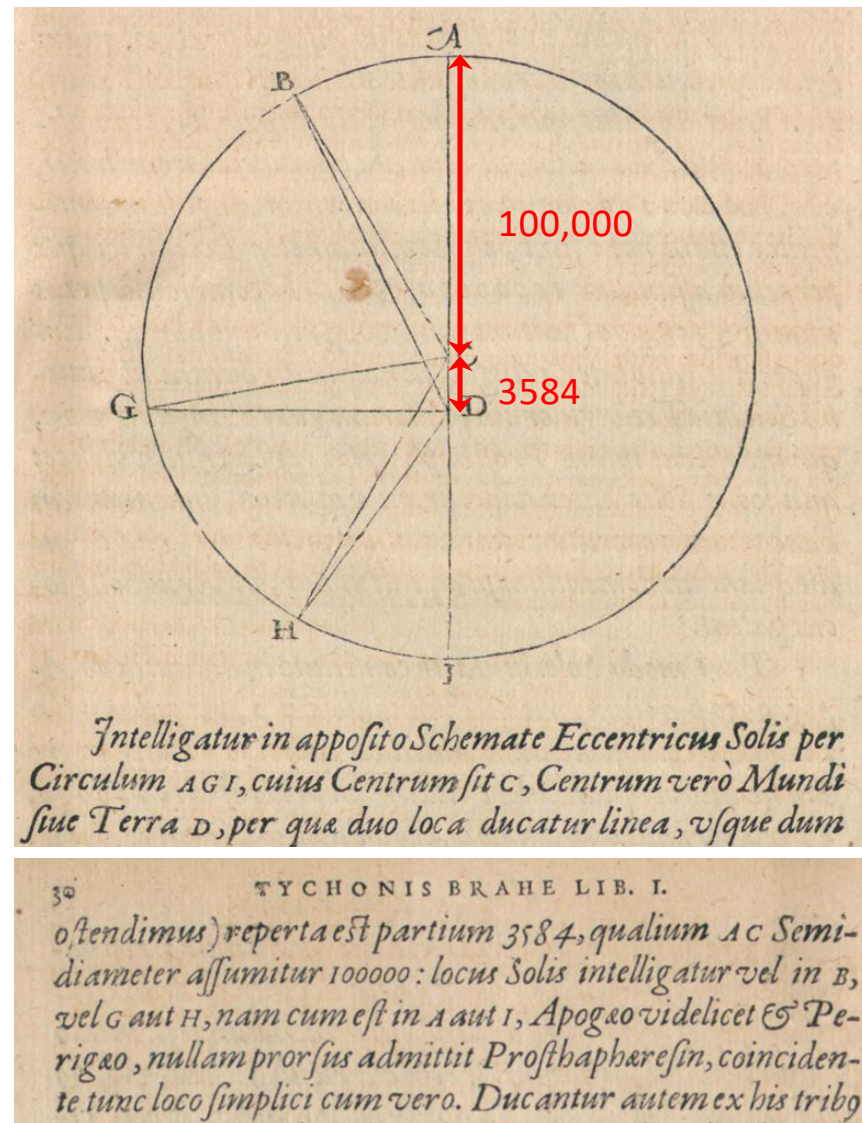 A
B
100,000
C
3584
G
D
H
J
Intelligatur in appoſito Schemate Eccentricus Solis per
Circulum AGI, cuius Centrum ſit C, Centrum verò Mundi
ſiue Terra D, per quæ duo loca ducatur linea, vſque dum
30 TYCHONIS BRAHE LIB. I.
oſtendimus) reperta eſt partium 3584, qualium AC Semi-
diameter aſſumitur 100000: locus Solis intelligatur vel in B,
vel G aut H, nam cum eſt in A aut I, Apogæo videlicet & Pe-
rigæo, nullam prorſus admittit Proſthaphæreſin, coinciden-
te tunc loco ſimplici cum vero. Ducantur autem ex his tribꝰ